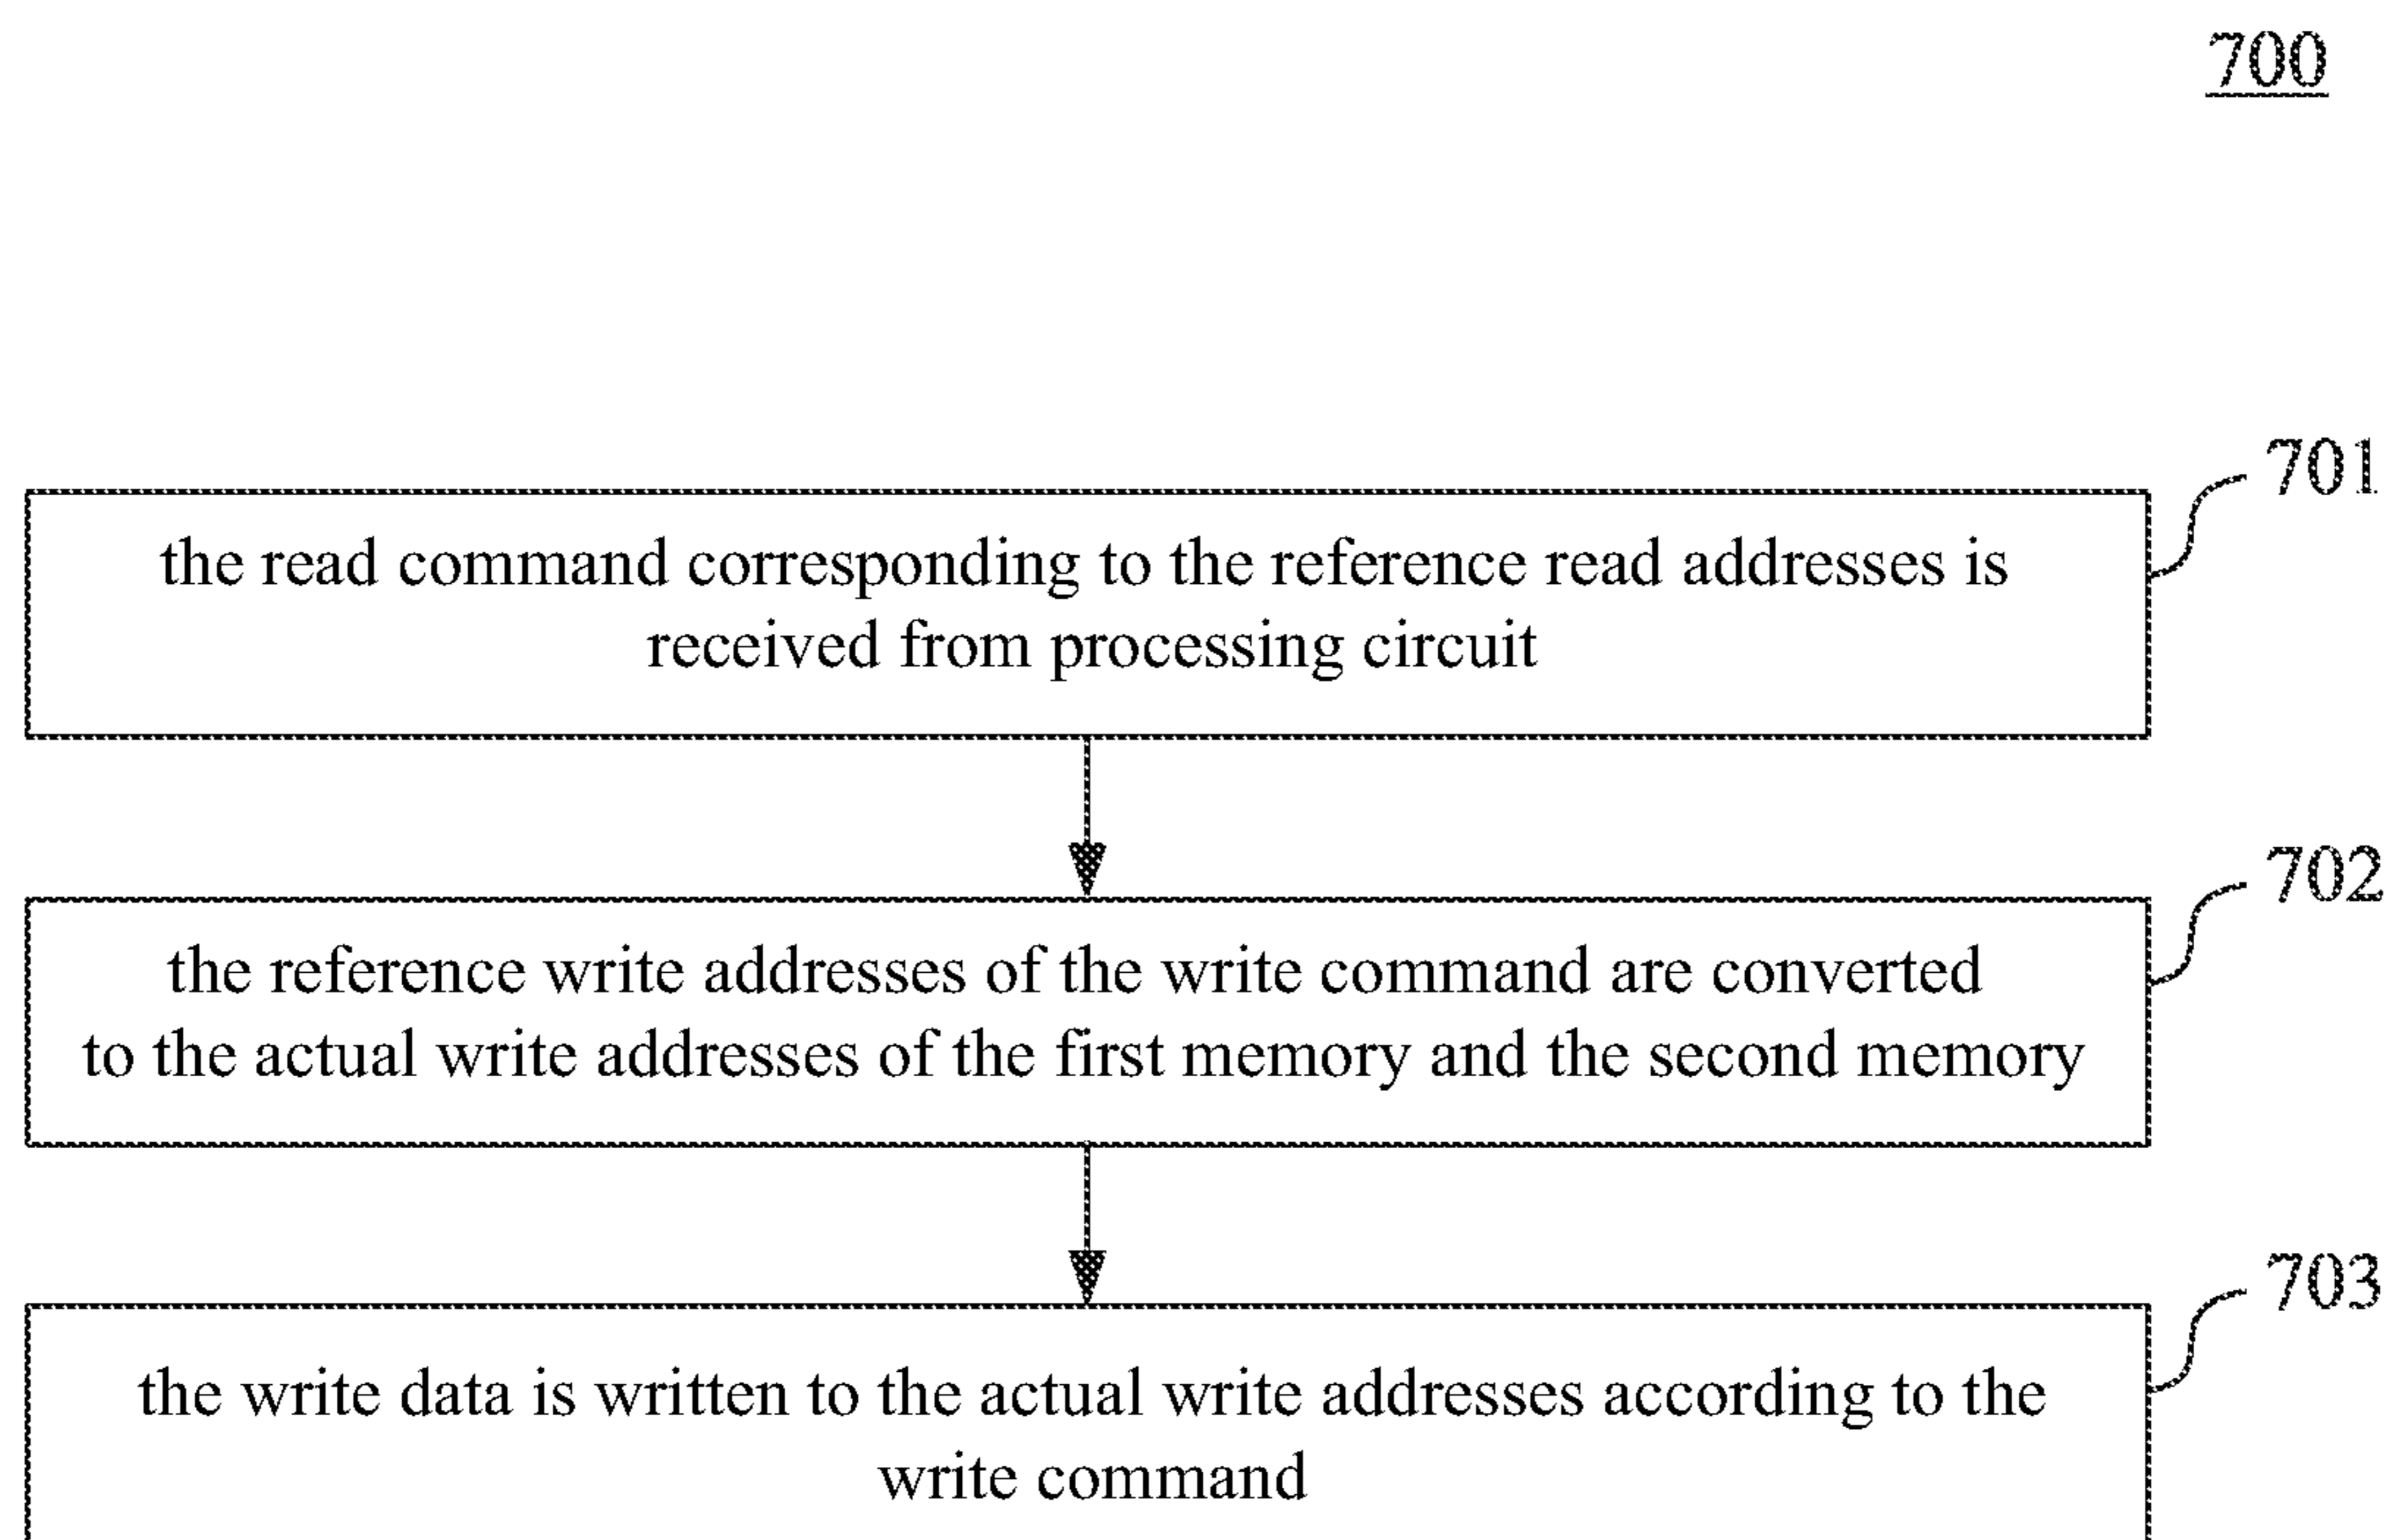 700
701
the read command corresponding to the reference read addresses is
received from processing circuit
702
the reference write addresses of the write command are converted
to the actual write addresses of the first memory and the second memory
703
the write data is written to the actual write addresses according to the
write command